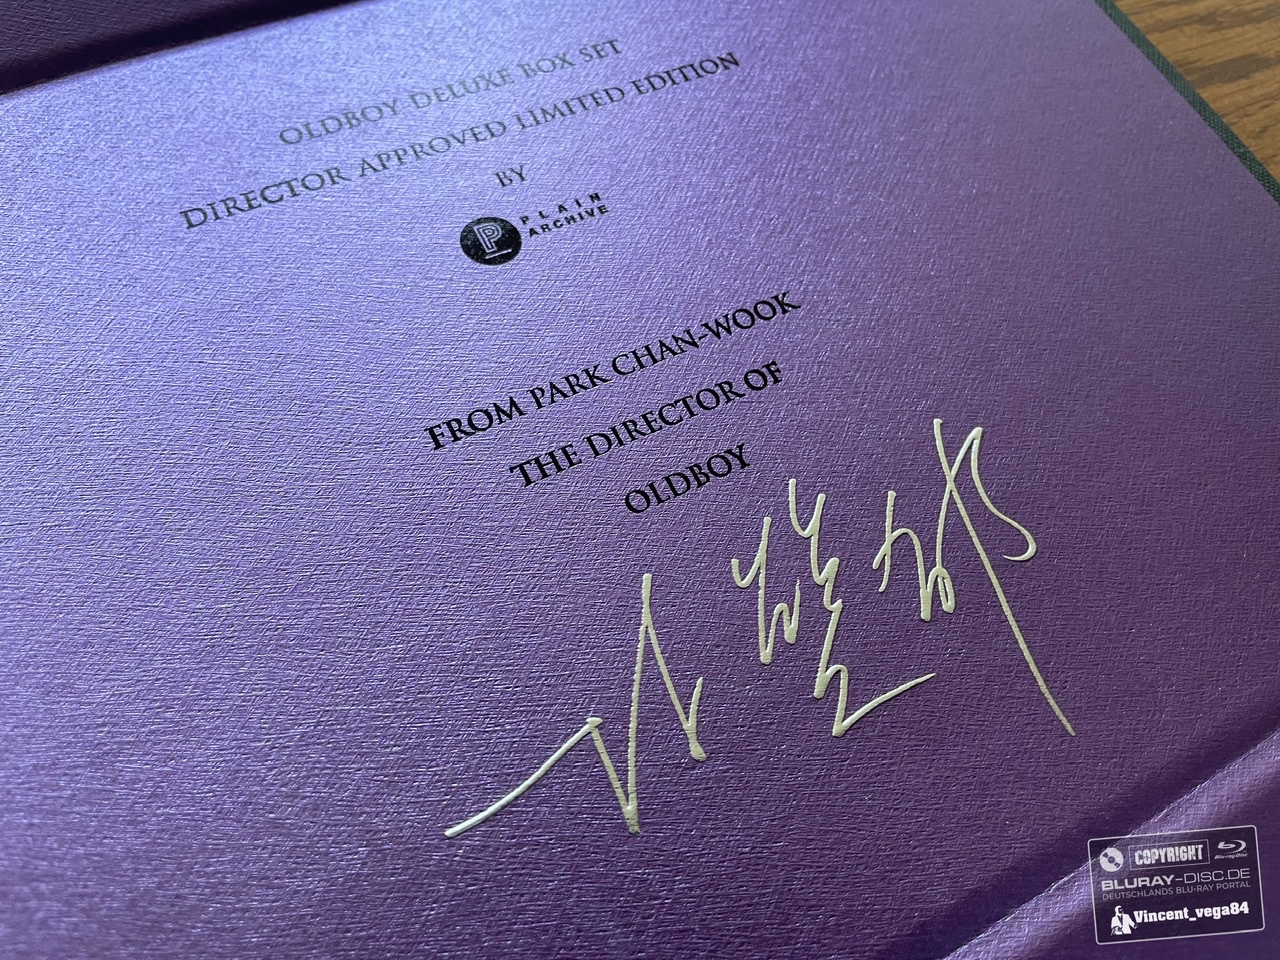 OLDBOY DELUXE BOX SET
DIRECTOR APPROVED LIMITED EDITION
BY
P PLAIN
ARCHIVE
FROM PARK CHAN-WOOK
THE DIRECTOR OF
OLDBOY
COPYRIGHT Blu-ray Disc
BLURAY-DISC.DE
DEUTSCHLANDS BLU-RAY PORTAL
Vincent_vega84